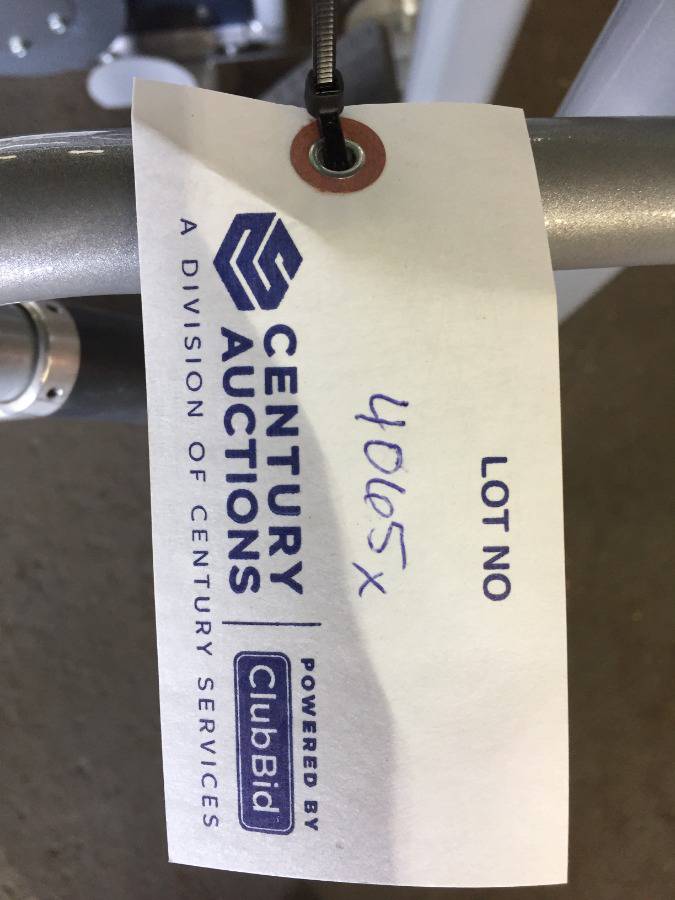 LOT NO
4065x
CENTURY
AUCTIONS
A DIVISION OF CENTURY SERVICES
POWERED BY
ClubBid